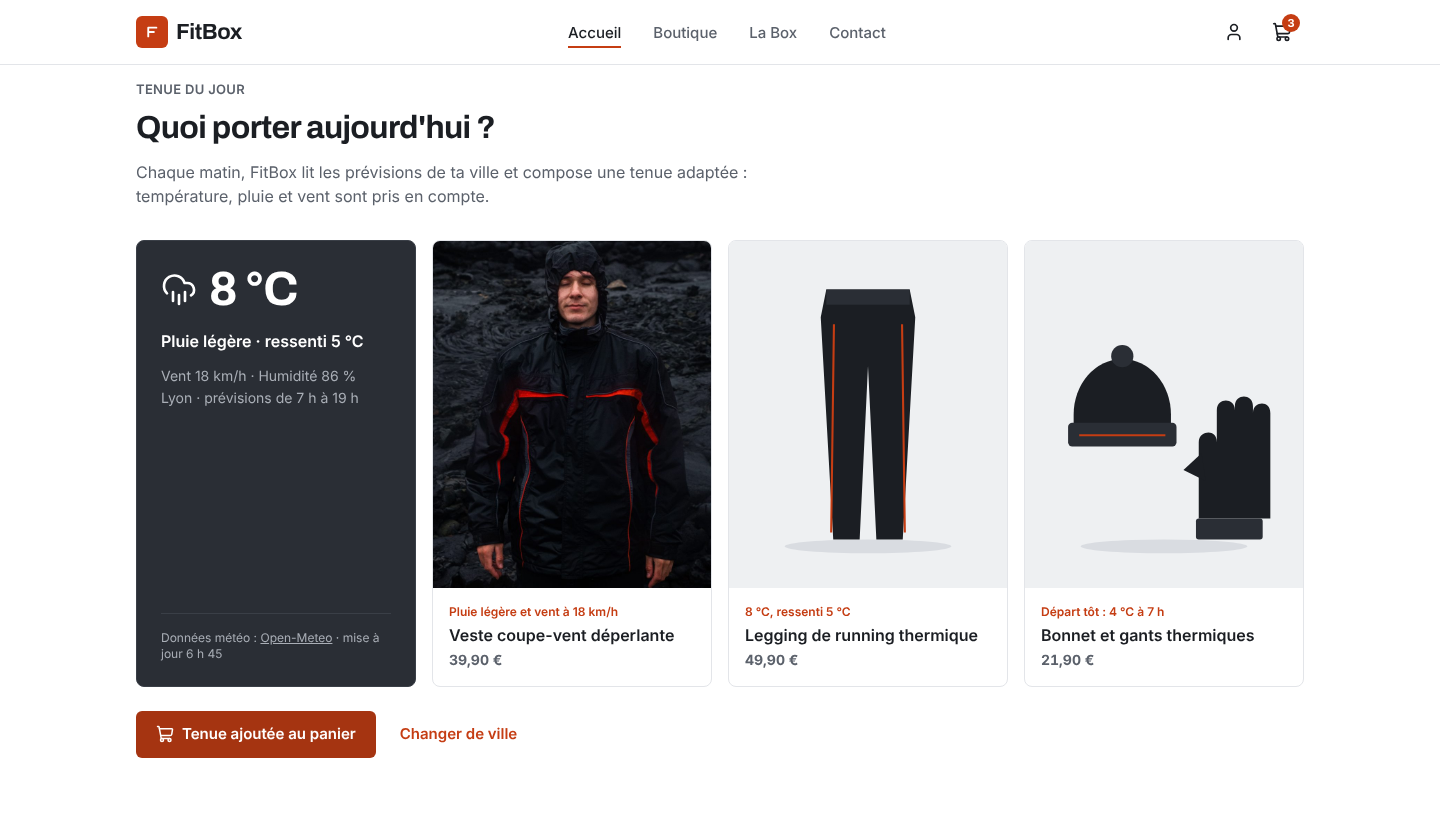 F FitBox
Accueil Boutique La Box Contact
3
TENUE DU JOUR
Quoi porter aujourd'hui ?
Chaque matin, FitBox lit les prévisions de ta ville et compose une tenue adaptée :
température, pluie et vent sont pris en compte.
8 °C
Pluie légère · ressenti 5 °C
Vent 18 km/h · Humidité 86 %
Lyon · prévisions de 7 h à 19 h
Données météo : Open-Meteo · mise à
jour 6 h 45
Pluie légère et vent à 18 km/h
Veste coupe-vent déperlante
39,90 €
8 °C, ressenti 5 °C
Legging de running thermique
49,90 €
Départ tôt : 4 °C à 7 h
Bonnet et gants thermiques
21,90 €
Tenue ajoutée au panier
Changer de ville